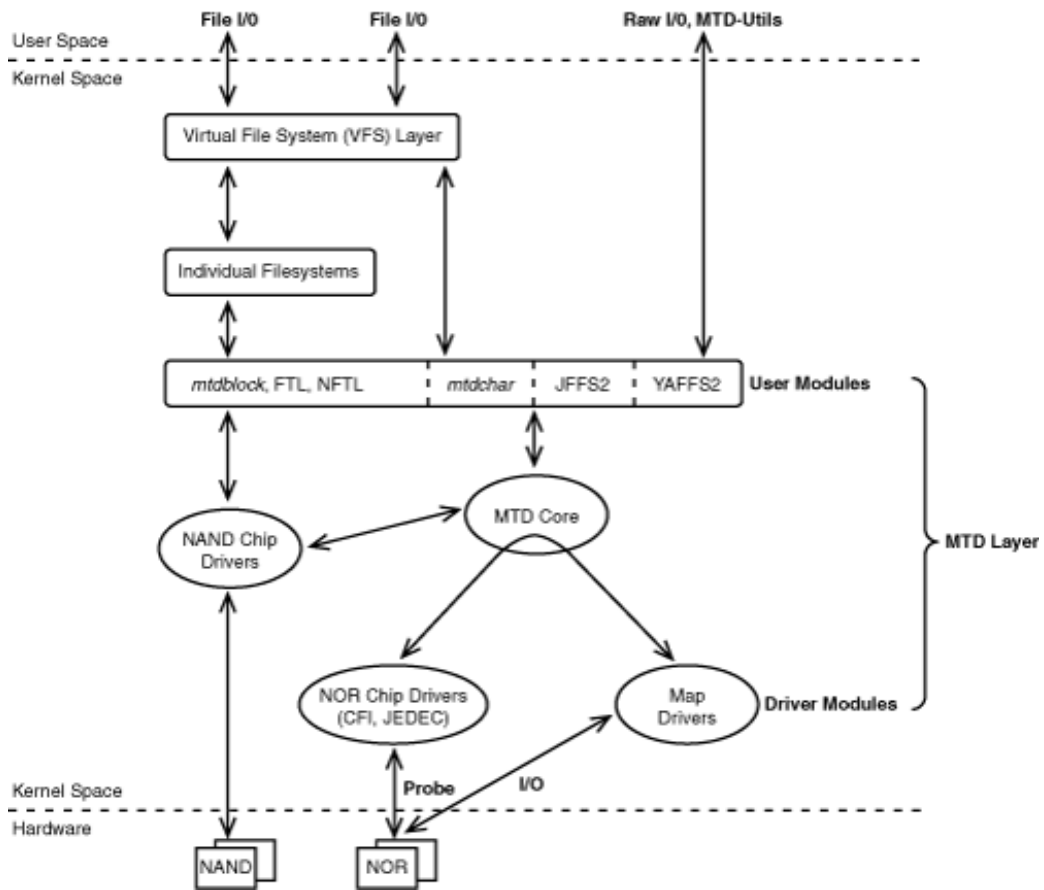 File I/0
File I/0
Raw I/0, MTD-Utils
User Space
Kernel Space
Virtual File System (VFS) Layer
Individual Filesystems
mtdblock, FTL, NFTL
mtdchar
JFFS2
YAFFS2
User Modules
MTD Core
NAND Chip
Drivers
MTD Layer
NOR Chip Drivers
(CFI, JEDEC)
Map
Drivers
Driver Modules
Probe
I/O
Kernel Space
Hardware
NAND
NOR